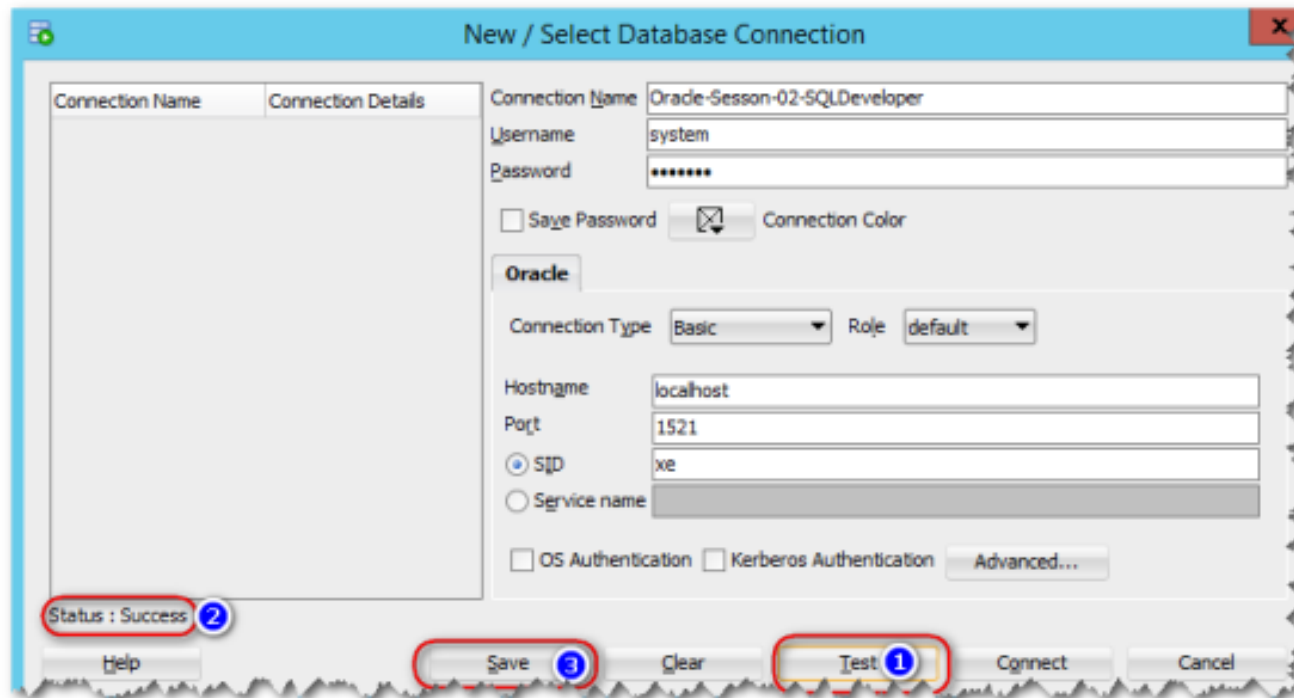 New / Select Database Connection
Connection Name Connection Details
Connection Name Oracle-Sesson-02-SQLDeveloper
Username system
Password •••••••
Save Password Connection Color
Oracle
Connection Type Basic Role default
Hostname localhost
Port 1521
SID xe
Service name
OS Authentication Kerberos Authentication Advanced...
Status : Success 2
Help Save 3 Clear Test 1 Connect Cancel